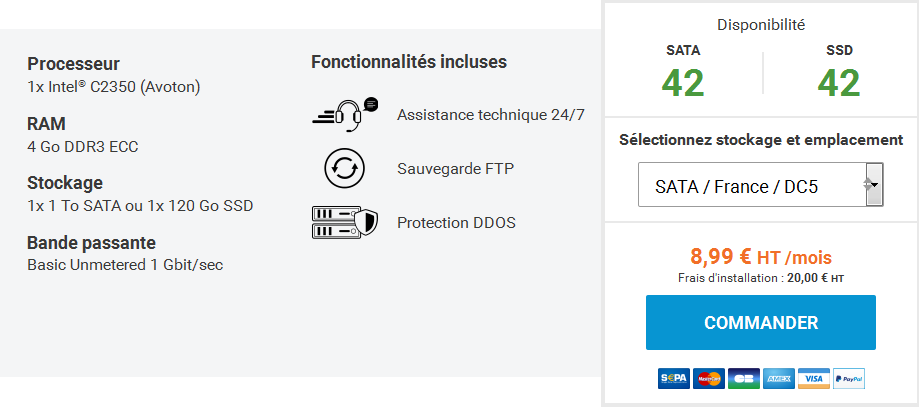 Processeur
1x Intel® C2350 (Avoton)
RAM
4 Go DDR3 ECC
Stockage
1x 1 To SATA ou 1x 120 Go SSD
Bande passante
Basic Unmetered 1 Gbit/sec
Fonctionnalités incluses
Assistance technique 24/7
Sauvegarde FTP
Protection DDOS
Disponibilité
SATA SSD
42 42
Sélectionnez stockage et emplacement
SATA / France / DC5
8,99 € HT /mois
Frais d'installation : 20,00 € HT
COMMANDER
SEPA MasterCard CB AMEX VISA PayPal